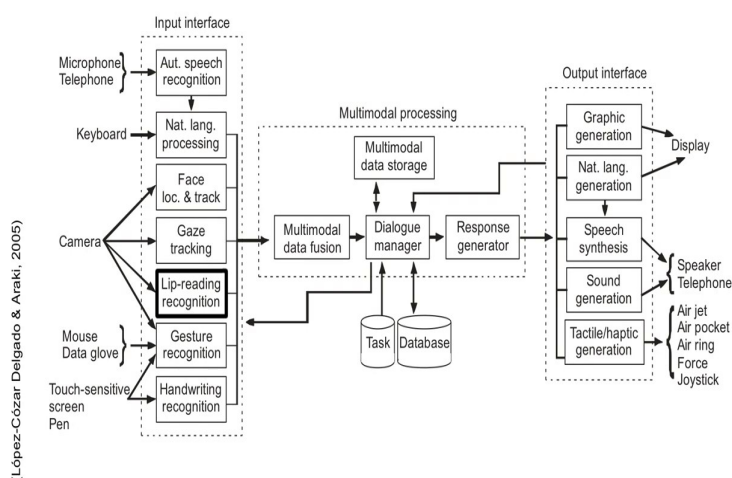 Input interface
Microphone
Telephone
Aut. speech
recognition
Keyboard
Nat. lang.
processing
Face
loc. & track
Camera
Gaze
tracking
Lip-reading
recognition
Mouse
Data glove
Gesture
recognition
Touch-sensitive
screen
Pen
Handwriting
recognition
Multimodal processing
Multimodal
data storage
Multimodal
data fusion
Dialogue
manager
Response
generator
Task
Database
Output interface
Graphic
generation
Nat. lang.
generation
Display
Speech
synthesis
Sound
generation
Speaker
Telephone
Tactile/haptic
generation
Air jet
Air pocket
Air ring
Force
Joystick
(López-Cózar Delgado & Araki, 2005)